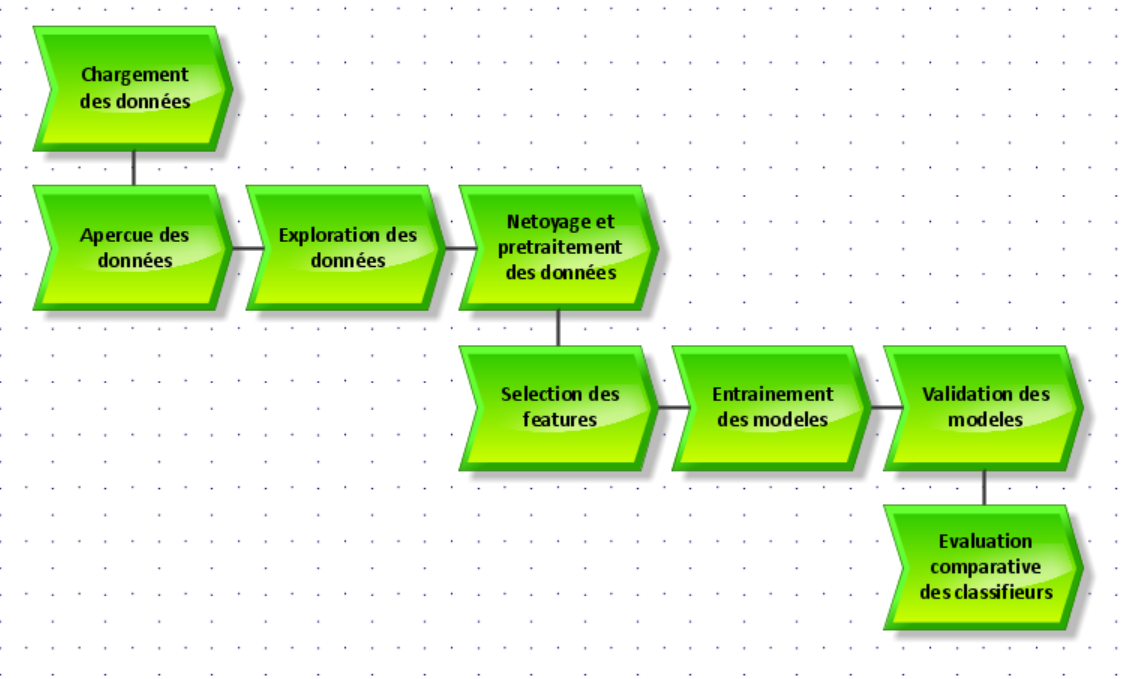 Chargement
des données
Apercue des
données
Exploration des
données
Netoyage et
pretraitement
des données
Selection des
features
Entrainement
des modeles
Validation des
modeles
Evaluation
comparative
des classifieurs